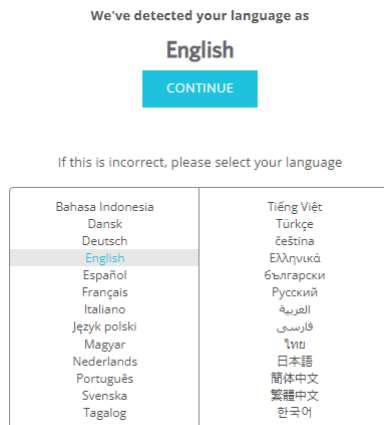 We've detected your language as
English
CONTINUE
If this is incorrect, please select your language
Bahasa Indonesia
Dansk
Deutsch
English
Español
Français
Italiano
Język polski
Magyar
Nederlands
Português
Svenska
Tagalog
Tiếng Việt
Türkçe
čeština
Ελληνικά
български
Русский
العربية
فارسی
ไทย
日本語
简体中文
繁體中文
한국어